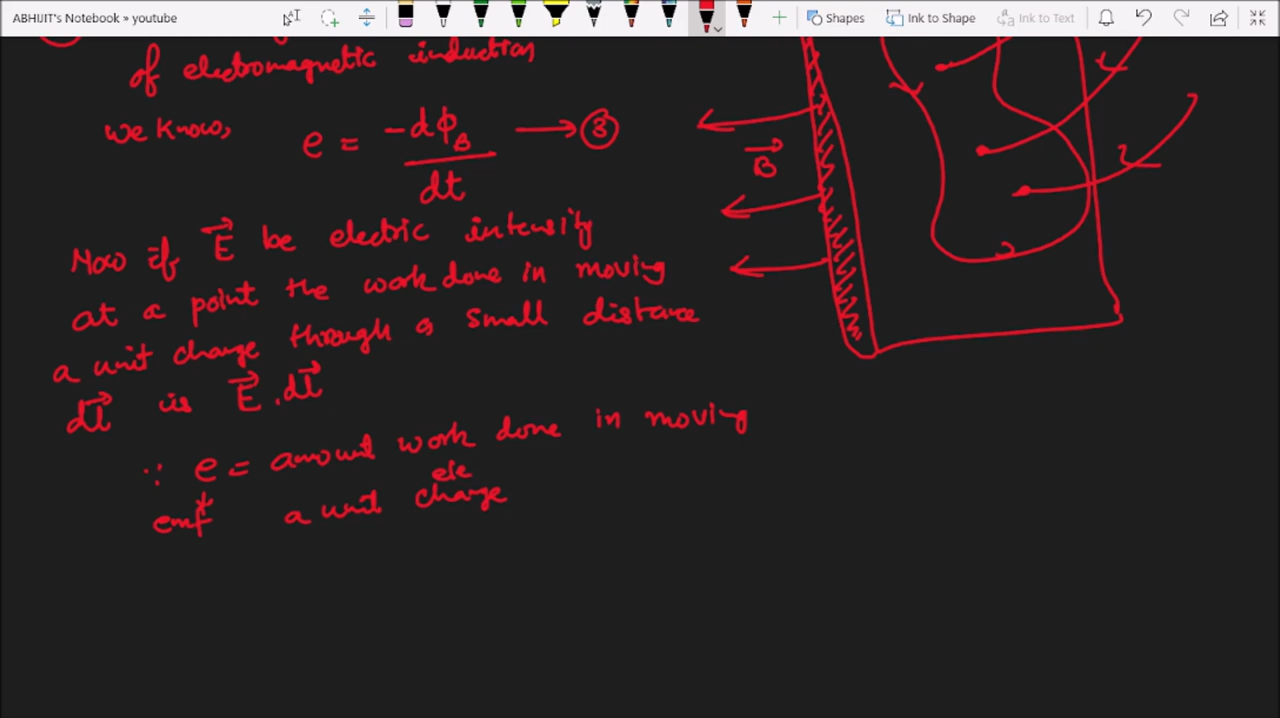 ABHIJIT's Notebook » youtube
Shapes
Ink to Shape
Ink to Text
of electromagnetic induction
we know,
e = -dϕ_B / dt → ③
B⃗
Now if E⃗ be electric intensity
at a point the work done in moving
a unit charge through a small distance
dl⃗ is E⃗ . dl⃗
∵ e = amount work done in moving
ele
emf a unit charge